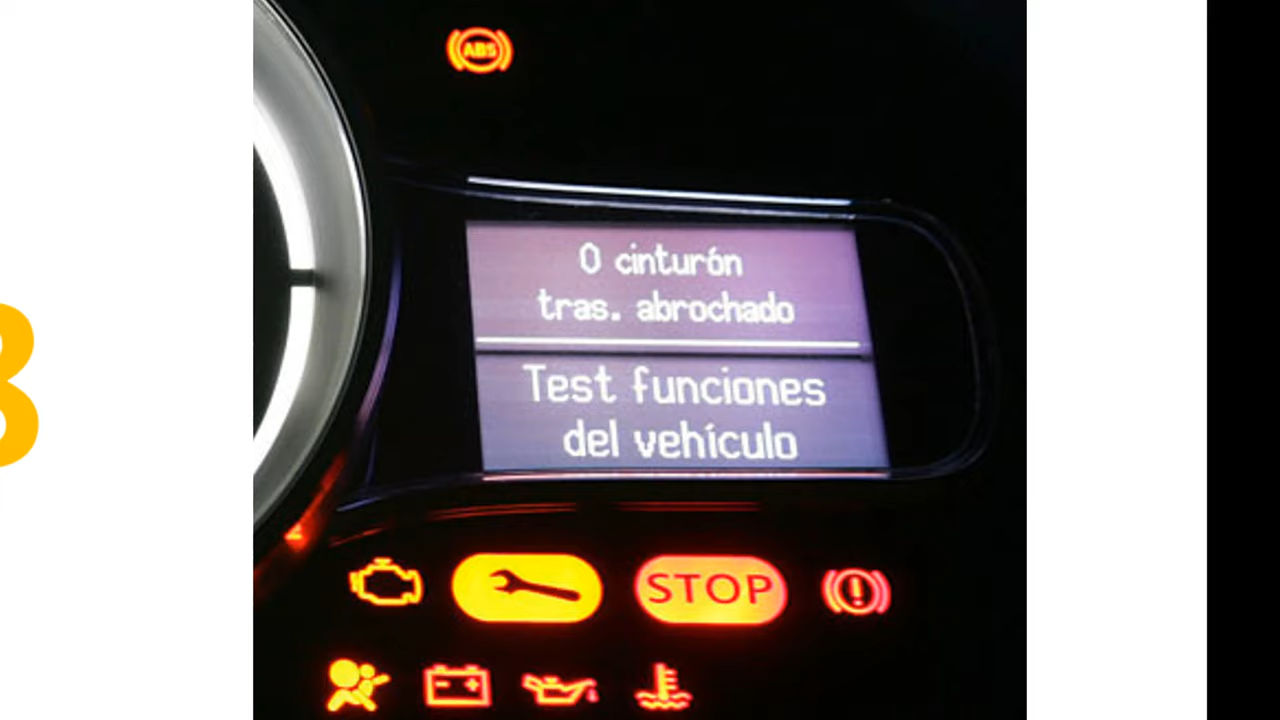 ABS
0 cinturón
tras. abrochado
Test funciones
del vehículo
STOP